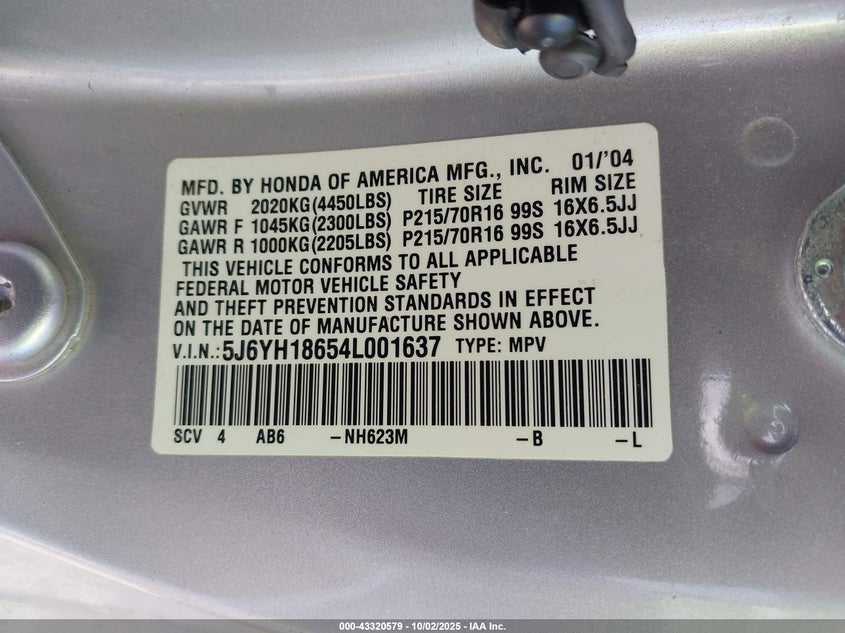 MFD. BY HONDA OF AMERICA MFG., INC. 01/'04
GVWR 2020KG(4450LBS) TIRE SIZE RIM SIZE
GAWR F 1045KG(2300LBS) P215/70R16 99S 16X6.5JJ
GAWR R 1000KG(2205LBS) P215/70R16 99S 16X6.5JJ
THIS VEHICLE CONFORMS TO ALL APPLICABLE
FEDERAL MOTOR VEHICLE SAFETY
AND THEFT PREVENTION STANDARDS IN EFFECT
ON THE DATE OF MANUFACTURE SHOWN ABOVE.
V.I.N.:5J6YH18654L001637 TYPE: MPV
SCV 4 AB6 -NH623M -B -L
000-43320579 - 10/02/2025 - IAA Inc.